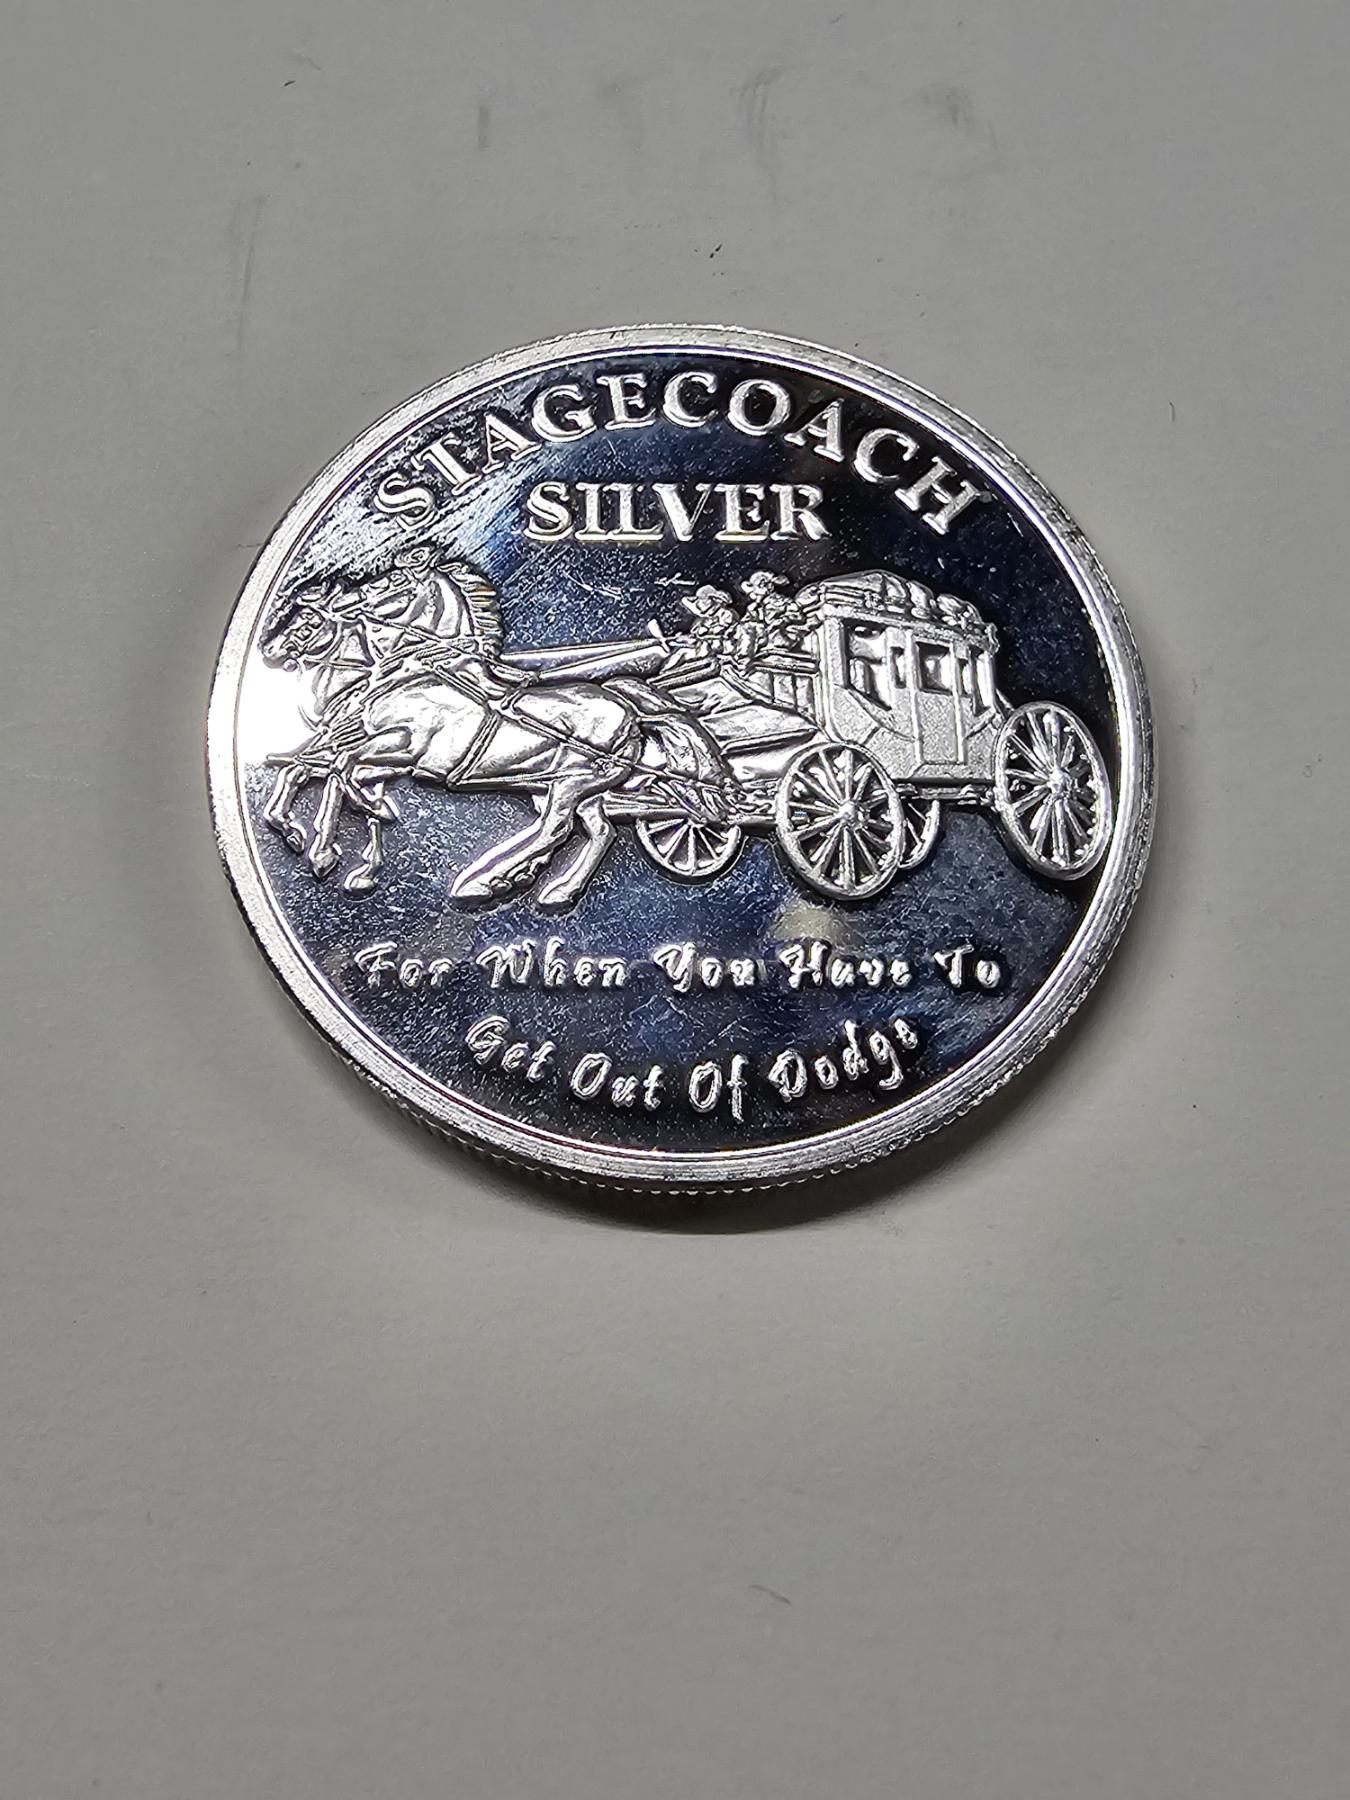 STAGECOACH
SILVER
For When You Have To
Get Out Of Dodge